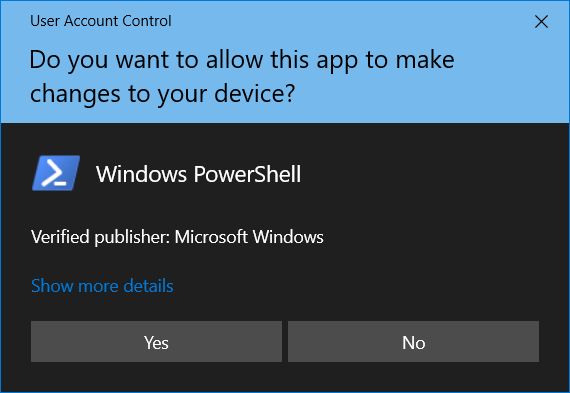 User Account Control
Do you want to allow this app to make
changes to your device?
Windows PowerShell
Verified publisher: Microsoft Windows
Show more details
Yes
No